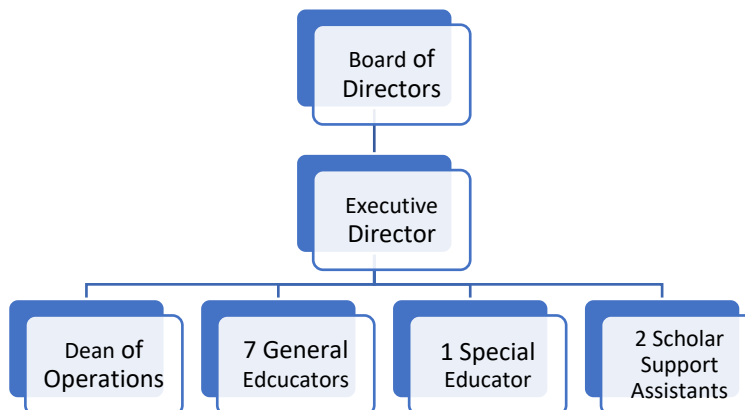 Board of
Directors
Executive
Director
Dean of
Operations
7 General
Edcucators
1 Special
Educator
2 Scholar
Support
Assistants